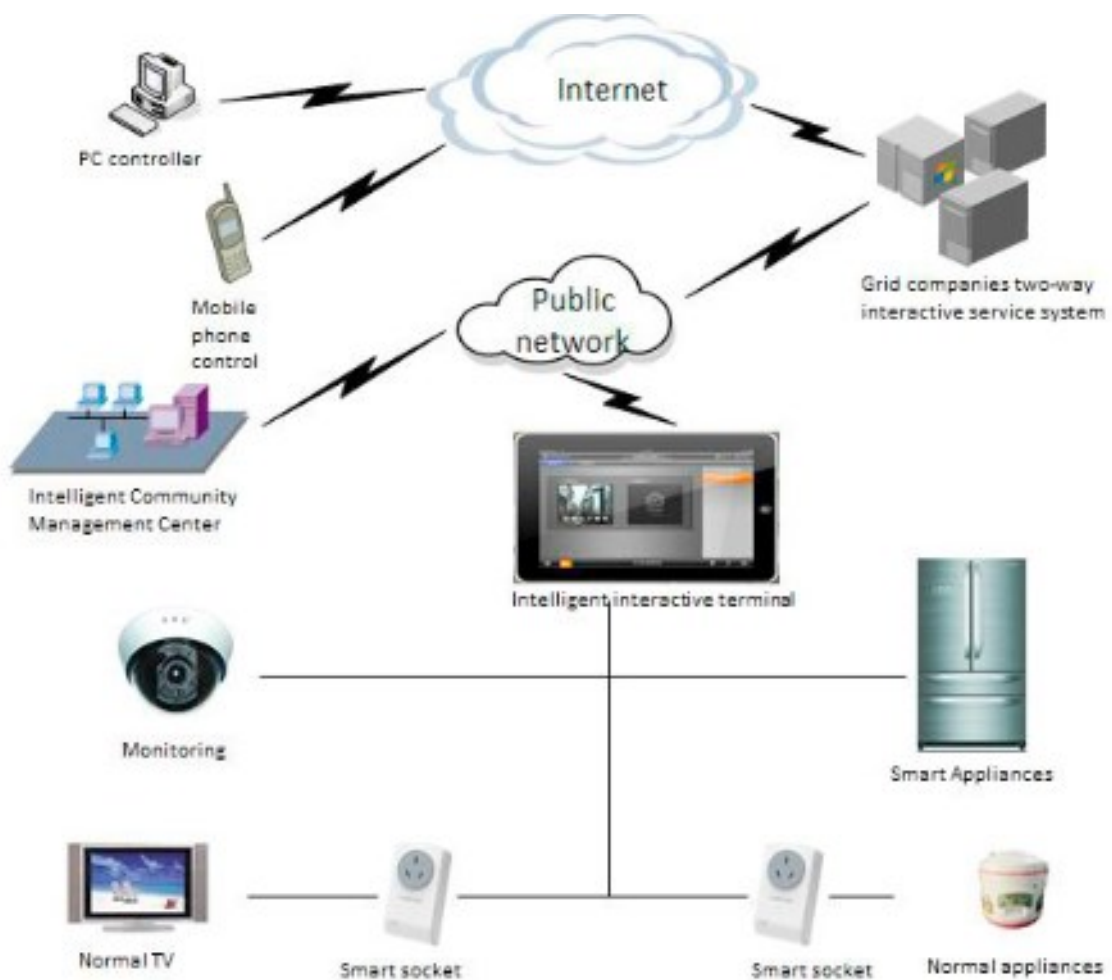 Internet
PC controller
Mobile
phone
control
Public
network
Grid companies two-way
interactive service system
Intelligent Community
Management Center
Intelligent interactive terminal
Monitoring
Smart Appliances
Normal TV
Smart socket
Smart socket
Normal appliances